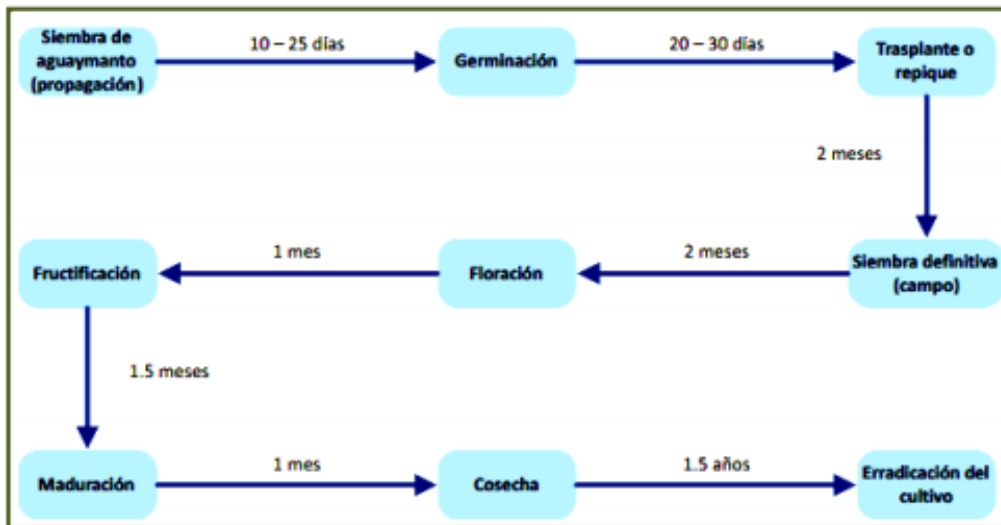 Siembra de
aguaymanto
(propagación)
10 – 25 días
Germinación
20 – 30 días
Trasplante o
repique
2 meses
Siembra definitiva
(campo)
2 meses
Floración
1 mes
Fructificación
1.5 meses
Maduración
1 mes
Cosecha
1.5 años
Erradicación del
cultivo